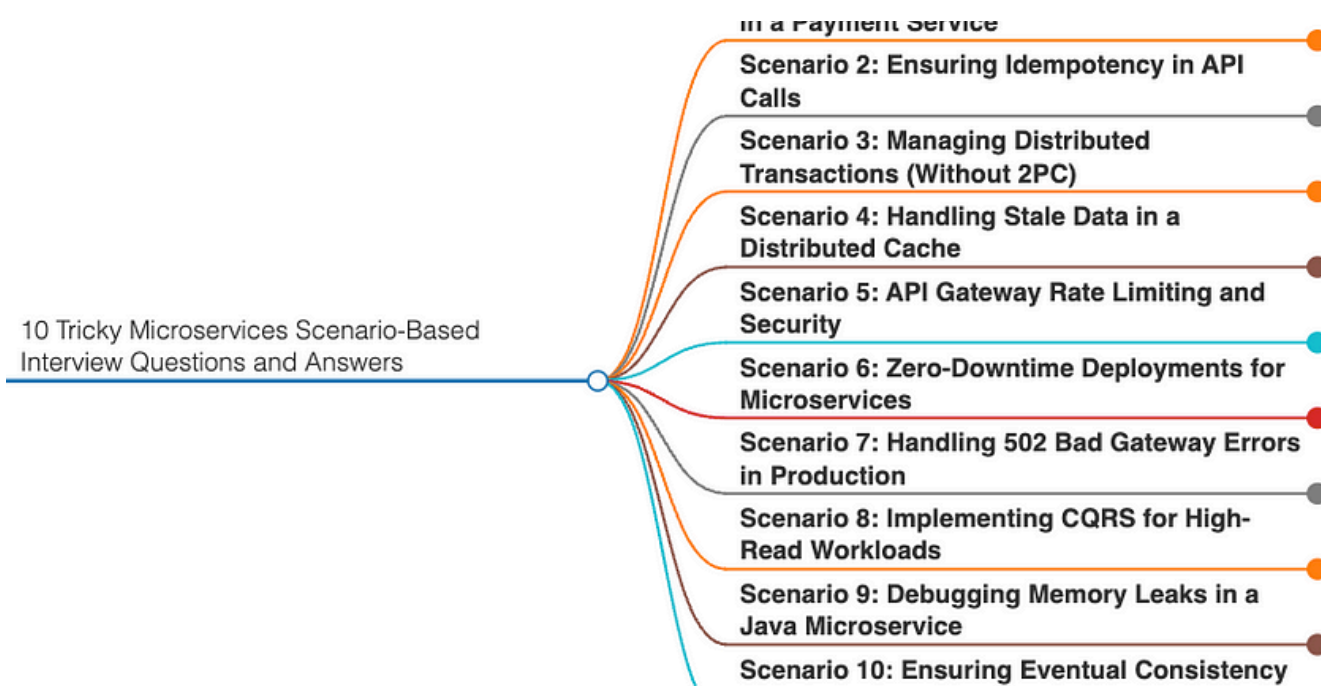 in a Payment Service
Scenario 2: Ensuring Idempotency in API
Calls
Scenario 3: Managing Distributed
Transactions (Without 2PC)
Scenario 4: Handling Stale Data in a
Distributed Cache
Scenario 5: API Gateway Rate Limiting and
Security
10 Tricky Microservices Scenario-Based
Interview Questions and Answers
Scenario 6: Zero-Downtime Deployments for
Microservices
Scenario 7: Handling 502 Bad Gateway Errors
in Production
Scenario 8: Implementing CQRS for High-
Read Workloads
Scenario 9: Debugging Memory Leaks in a
Java Microservice
Scenario 10: Ensuring Eventual Consistency